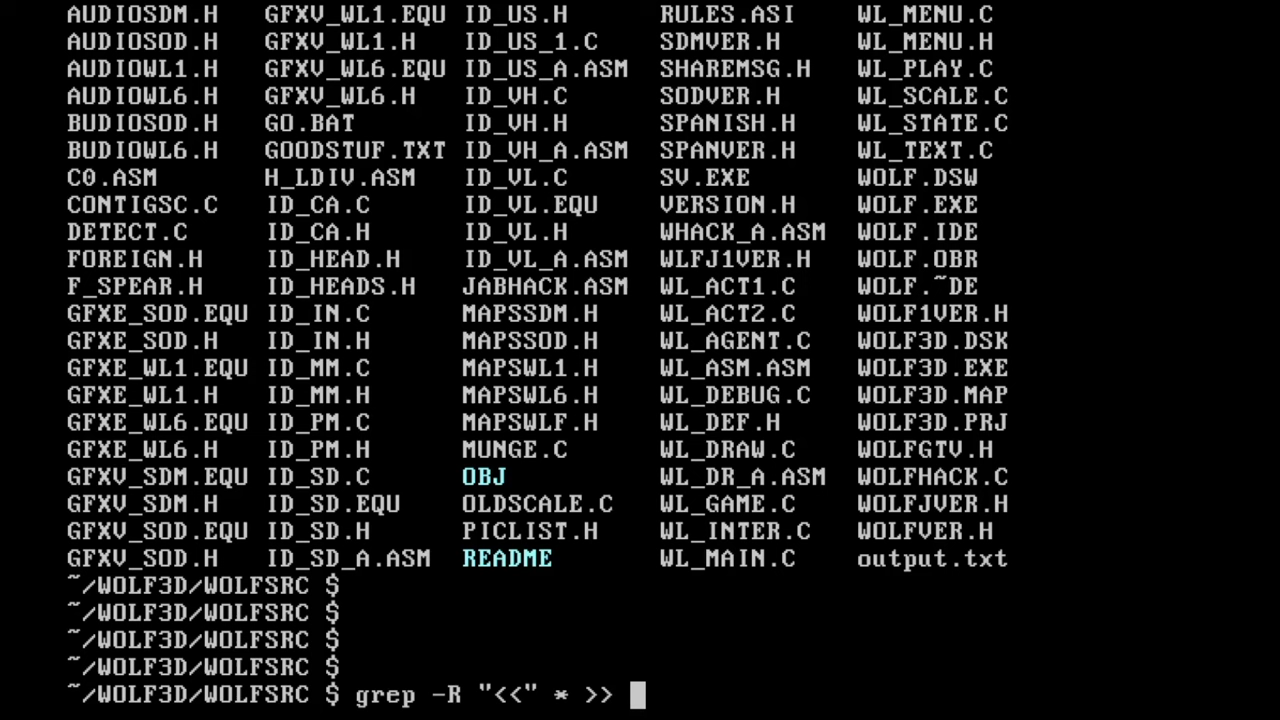 AUDIOSDM.H GFXV_WL1.EQU ID_US.H RULES.ASI WL_MENU.C
AUDIOSOD.H GFXV_WL1.H ID_US_1.C SDMVER.H WL_MENU.H
AUDIOWL1.H GFXV_WL6.EQU ID_US_A.ASM SHAREMSG.H WL_PLAY.C
AUDIOWL6.H GFXV_WL6.H ID_VH.C SODVER.H WL_SCALE.C
BUDIOSOD.H GO.BAT ID_VH.H SPANISH.H WL_STATE.C
BUDIOWL6.H GOODSTUF.TXT ID_VH_A.ASM SPANVER.H WL_TEXT.C
C0.ASM H_LDIV.ASM ID_VL.C SV.EXE WOLF.DSW
CONTIGSC.C ID_CA.C ID_VL.EQU VERSION.H WOLF.EXE
DETECT.C ID_CA.H ID_VL.H WHACK_A.ASM WOLF.IDE
FOREIGN.H ID_HEAD.H ID_VL_A.ASM WLFJ1VER.H WOLF.OBR
F_SPEAR.H ID_HEADS.H JABHACK.ASM WL_ACT1.C WOLF.~DE
GFXE_SOD.EQU ID_IN.C MAPSSDM.H WL_ACT2.C WOLF1VER.H
GFXE_SOD.H ID_IN.H MAPSSOD.H WL_AGENT.C WOLF3D.DSK
GFXE_WL1.EQU ID_MM.C MAPSWL1.H WL_ASM.ASM WOLF3D.EXE
GFXE_WL1.H ID_MM.H MAPSWL6.H WL_DEBUG.C WOLF3D.MAP
GFXE_WL6.EQU ID_PM.C MAPSWLF.H WL_DEF.H WOLF3D.PRJ
GFXE_WL6.H ID_PM.H MUNGE.C WL_DRAW.C WOLFGTV.H
GFXV_SDM.EQU ID_SD.C OBJ WL_DR_A.ASM WOLFHACK.C
GFXV_SDM.H ID_SD.EQU OLDSCALE.C WL_GAME.C WOLFJVER.H
GFXV_SOD.EQU ID_SD.H PICLIST.H WL_INTER.C WOLFVER.H
GFXV_SOD.H ID_SD_A.ASM README WL_MAIN.C output.txt
~/WOLF3D/WOLFSRC $
~/WOLF3D/WOLFSRC $
~/WOLF3D/WOLFSRC $
~/WOLF3D/WOLFSRC $
~/WOLF3D/WOLFSRC $ grep -R "<<" * >>